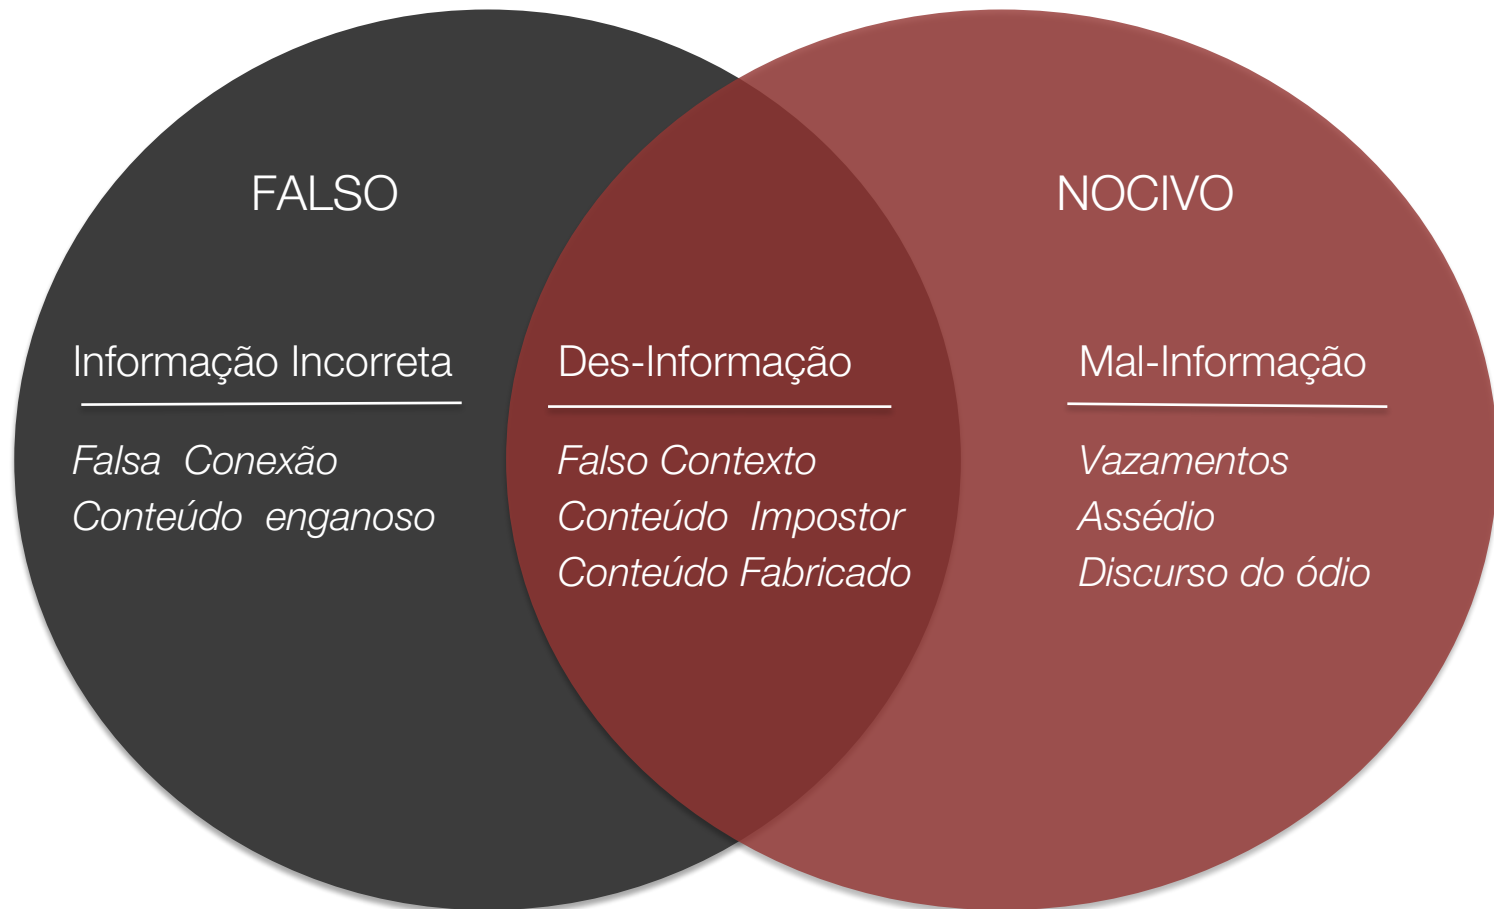 FALSO
NOCIVO
Informação Incorreta
Falsa Conexão
Conteúdo enganoso
Des-Informação
Falso Contexto
Conteúdo Impostor
Conteúdo Fabricado
Mal-Informação
Vazamentos
Assédio
Discurso do ódio